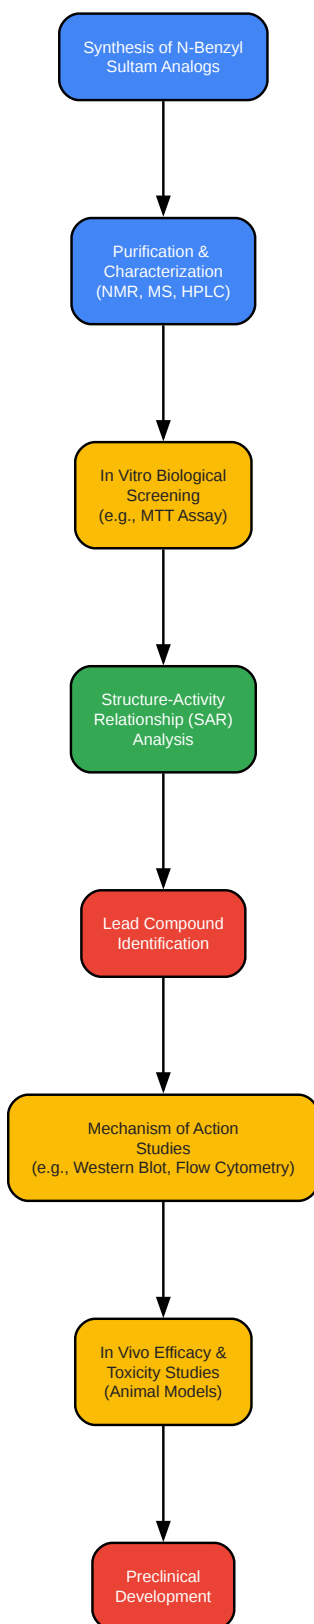 Synthesis of N-Benzyl
Sultam Analogs
Purification &
Characterization
(NMR, MS, HPLC)
In Vitro Biological
Screening
(e.g., MTT Assay)
Structure-Activity
Relationship (SAR)
Analysis
Lead Compound
Identification
Mechanism of Action
Studies
(e.g., Western Blot, Flow Cytometry)
In Vivo Efficacy &
Toxicity Studies
(Animal Models)
Preclinical
Development